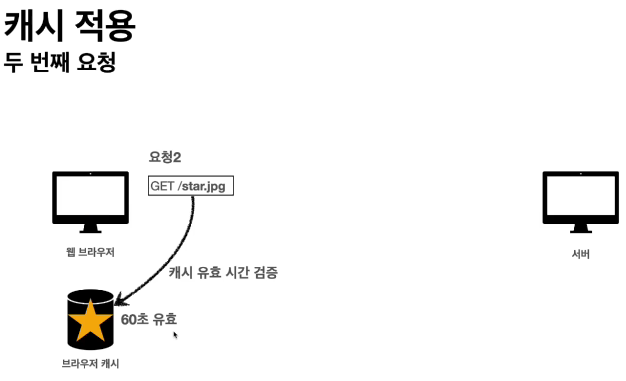 캐시 적용
두 번째 요청
요청2
GET /star.jpg
웹 브라우저
서버
캐시 유효 시간 검증
60초 유효
브라우저 캐시